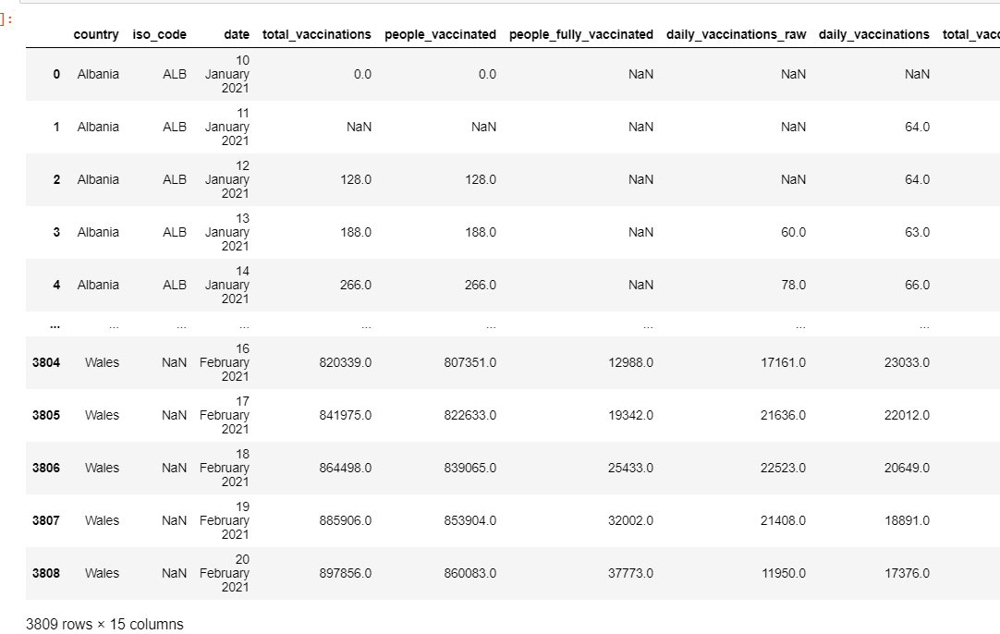 ]:
country iso_code date total_vaccinations people_vaccinated people_fully_vaccinated daily_vaccinations_raw daily_vaccinations total_vacc
0 Albania ALB 10 January 2021 0.0 0.0 NaN NaN NaN
1 Albania ALB 11 January 2021 NaN NaN NaN NaN 64.0
2 Albania ALB 12 January 2021 128.0 128.0 NaN NaN 64.0
3 Albania ALB 13 January 2021 188.0 188.0 NaN 60.0 63.0
4 Albania ALB 14 January 2021 266.0 266.0 NaN 78.0 66.0
... ... ... ... ... ... ... ... ...
3804 Wales NaN 16 February 2021 820339.0 807351.0 12988.0 17161.0 23033.0
3805 Wales NaN 17 February 2021 841975.0 822633.0 19342.0 21636.0 22012.0
3806 Wales NaN 18 February 2021 864498.0 839065.0 25433.0 22523.0 20649.0
3807 Wales NaN 19 February 2021 885906.0 853904.0 32002.0 21408.0 18891.0
3808 Wales NaN 20 February 2021 897856.0 860083.0 37773.0 11950.0 17376.0
3809 rows × 15 columns